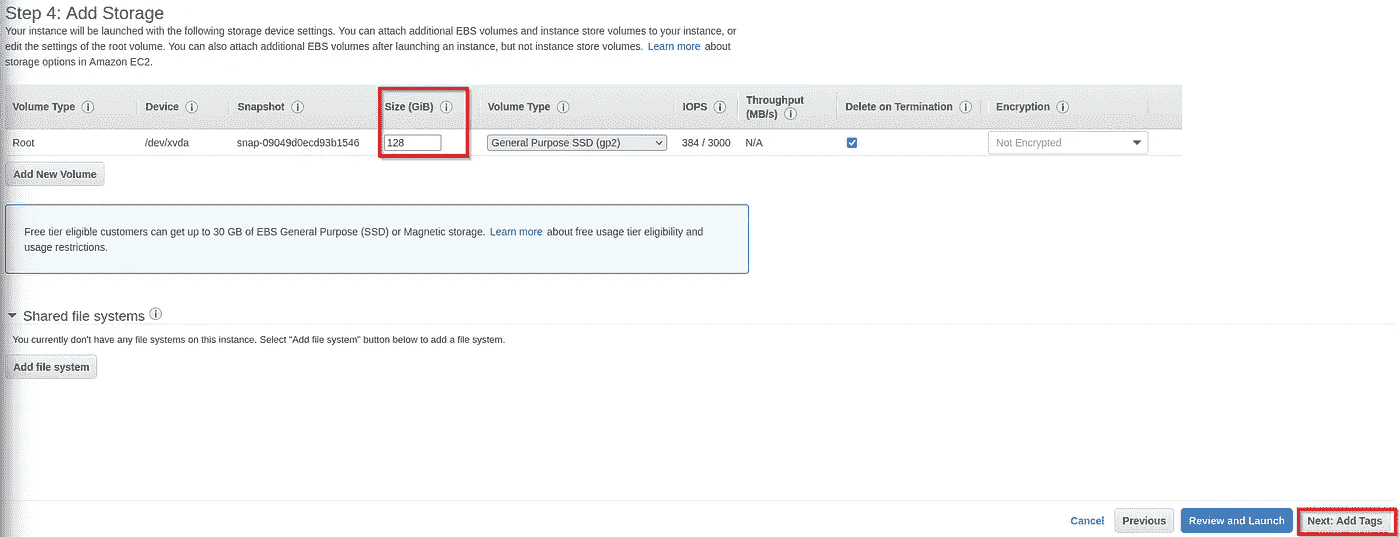 Step 4: Add Storage
Your instance will be launched with the following storage device settings. You can attach additional EBS volumes and instance store volumes to your instance, or
edit the settings of the root volume. You can also attach additional EBS volumes after launching an instance, but not instance store volumes. Learn more about
storage options in Amazon EC2.
Volume Type Device Snapshot Size (GiB) Volume Type IOPS Throughput (MB/s) Delete on Termination Encryption
Root /dev/xvda snap-09049d0ecd93b1546 128 General Purpose SSD (gp2) 384 / 3000 N/A Not Encrypted
Add New Volume
Free tier eligible customers can get up to 30 GB of EBS General Purpose (SSD) or Magnetic storage. Learn more about free usage tier eligibility and
usage restrictions.
Shared file systems
You currently don't have any file systems on this instance. Select "Add file system" button below to add a file system.
Add file system
Cancel Previous Review and Launch Next: Add Tags